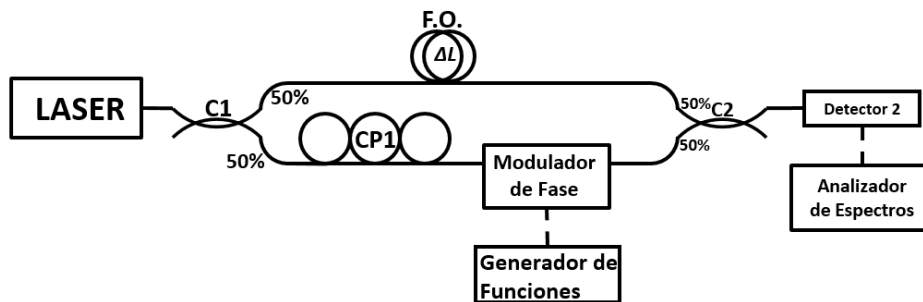 F.O.
ΔL
LASER
C1
50%
50%
CP1
Modulador
de Fase
Generador de
Funciones
50%
C2
50%
Detector 2
Analizador
de Espectros